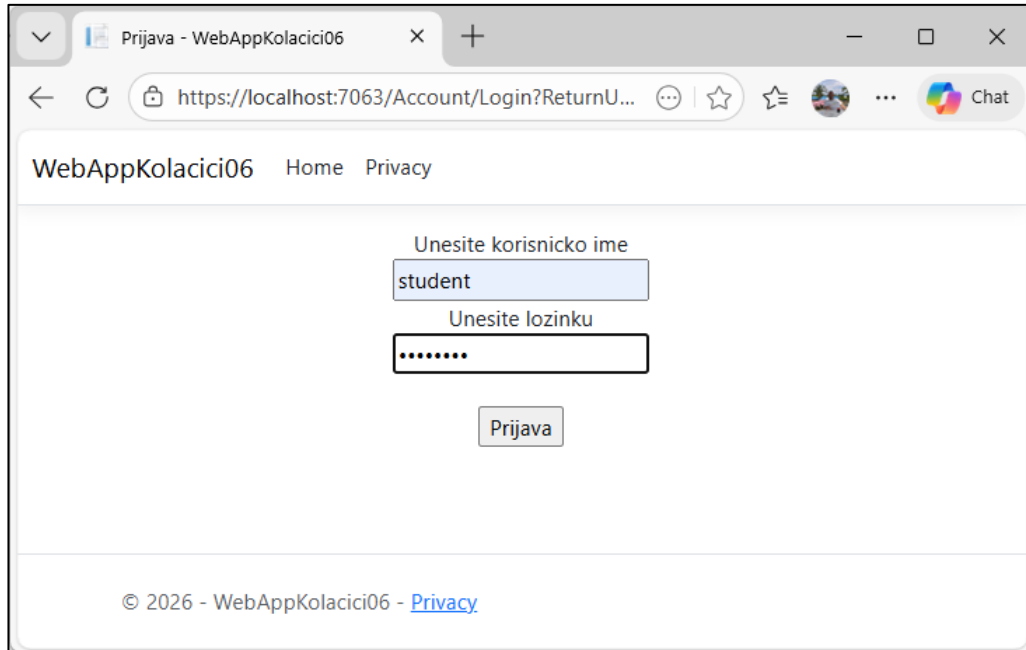 Prijava - WebAppKolacici06
https://localhost:7063/Account/Login?ReturnU...
Chat
WebAppKolacici06 Home Privacy
Unesite korisnicko ime
student
Unesite lozinku
••••••••
Prijava
© 2026 - WebAppKolacici06 - Privacy